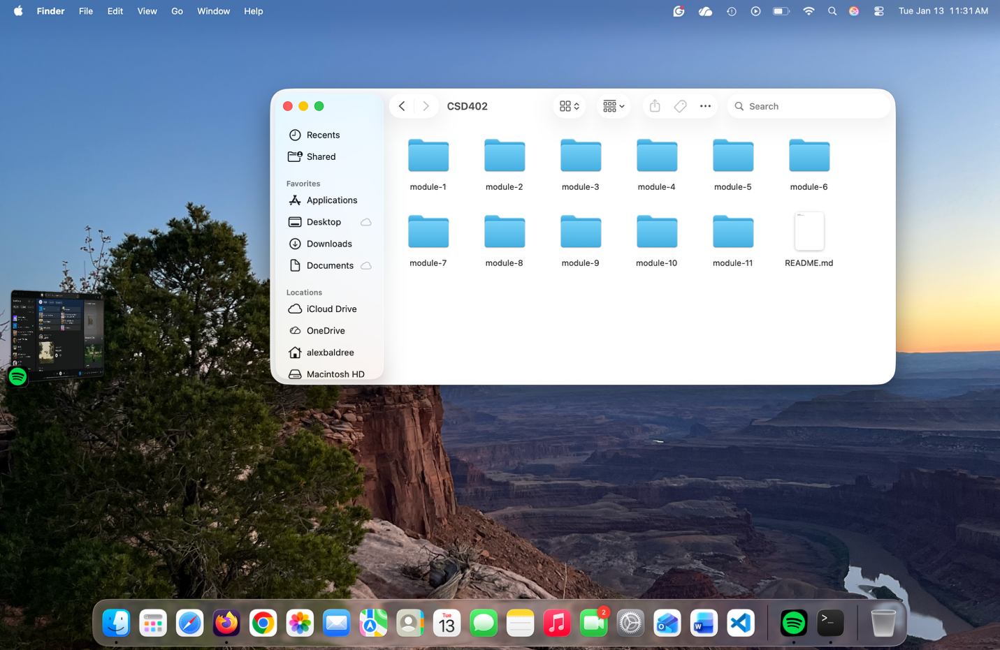 Finder File Edit View Go Window Help Tue Jan 13 11:31 AM
CSD402
Search
Recents
Shared
Favorites
Applications
Desktop
Downloads
Documents
Locations
iCloud Drive
OneDrive
alexbaldree
Macintosh HD
module-1 module-2 module-3 module-4 module-5 module-6
module-7 module-8 module-9 module-10 module-11 README.md
Tue
13
2